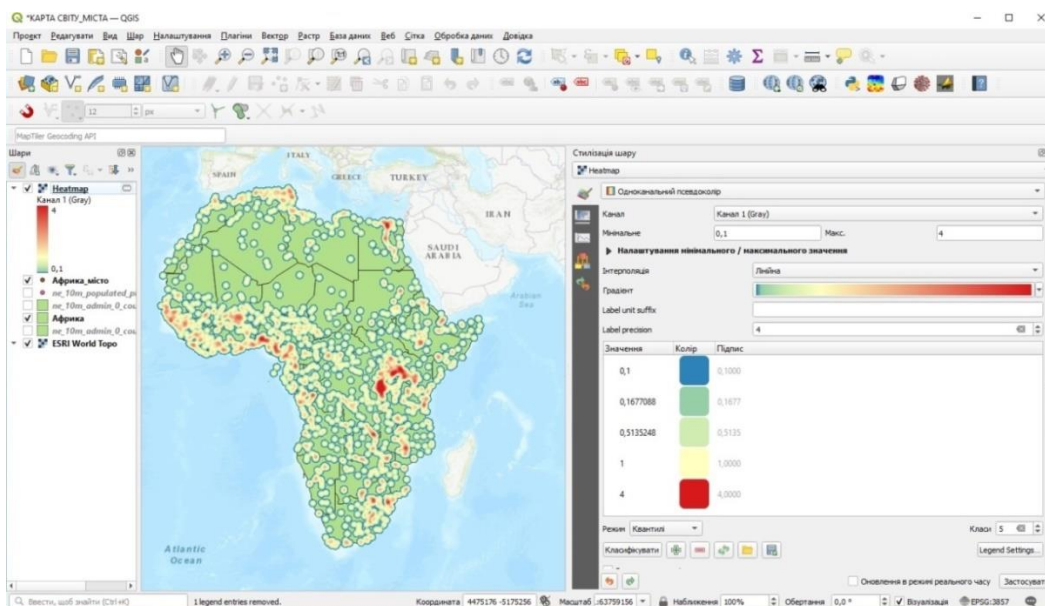 *КАРТА СВІТУ_МІСТА — QGIS
Проєкт Редагувати Вид Шар Налаштування Плагіни Вектор Растр База даних Веб Сітка Обробка даних Довідка
12 px
MapTiler Geocoding API
Шари
Heatmap
Канал 1 (Gray)
4
0,1
Африка_місто
ne_10m_populated_p
ne_10m_admin_0_cou
Африка
ne_10m_admin_0_cou
ESRI World Topo
ITALY
SPAIN
GREECE
TURKEY
IRAN
SAUDI
ARABIA
Arabian
Sea
Atlantic
Ocean
Стилізація шару
Heatmap
Одноканальний псевдоколір
Канал Канал 1 (Gray)
Мінімальне 0,1 Макс. 4
Налаштування мінімального / максимального значення
Інтерполяція Лінійна
Градієнт
Label unit suffix
Label precision 4
Значення Колір Підпис
0,1 0,1000
0,1677088 0,1677
0,5135248 0,5135
1 1,0000
4 4,0000
Режим Квантилі Класи 5
Класифікувати Legend Settings...
Оновлення в режимі реального часу Застосуват
Ввести, щоб знайти (Ctrl+K) 1 legend entries removed. Координата 4475176 -5175256 Масштаб :63759156 Наближення 100% Обертання 0,0 ° Візуалізація EPSG:3857